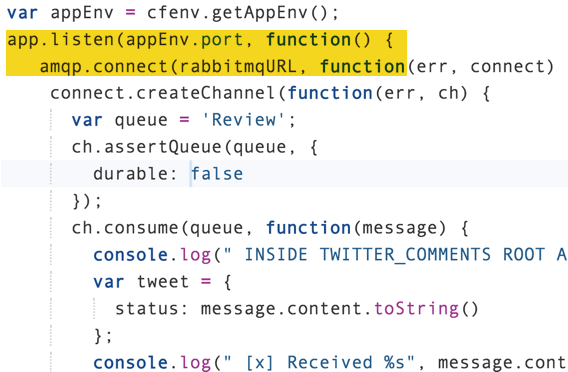 var appEnv = cfenv.getAppEnv();
app.listen(appEnv.port, function() {
amqp.connect(rabbitmqURL, function(err, connect)
connect.createChannel(function(err, ch) {
var queue = 'Review';
ch.assertQueue(queue, {
durable: false
});
ch.consume(queue, function(message) {
console.log(" INSIDE TWITTER_COMMENTS ROOT A
var tweet = {
status: message.content.toString()
};
console.log(" [x] Received %s", message.cont